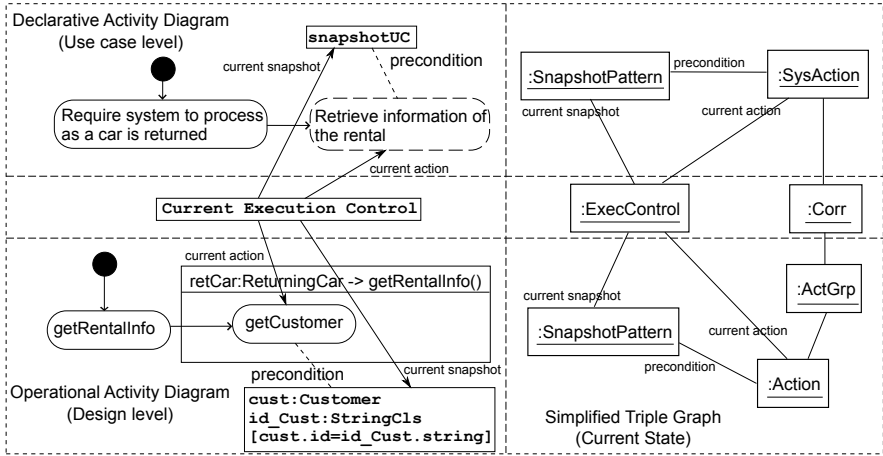 Declarative Activity Diagram
(Use case level)
snapshotUC
current snapshot
precondition
Require system to process
as a car is returned
Retrieve information of
the rental
current action
Current Execution Control
current action
retCar:ReturningCar -> getRentalInfo()
getRentalInfo
getCustomer
current snapshot
precondition
Operational Activity Diagram
(Design level)
cust:Customer
id_Cust:StringCls
[cust.id=id_Cust.string]
:SnapshotPattern
precondition
:SysAction
current snapshot
current action
:ExecControl
:Corr
:ActGrp
current snapshot
:SnapshotPattern
current action
precondition
:Action
Simplified Triple Graph
(Current State)